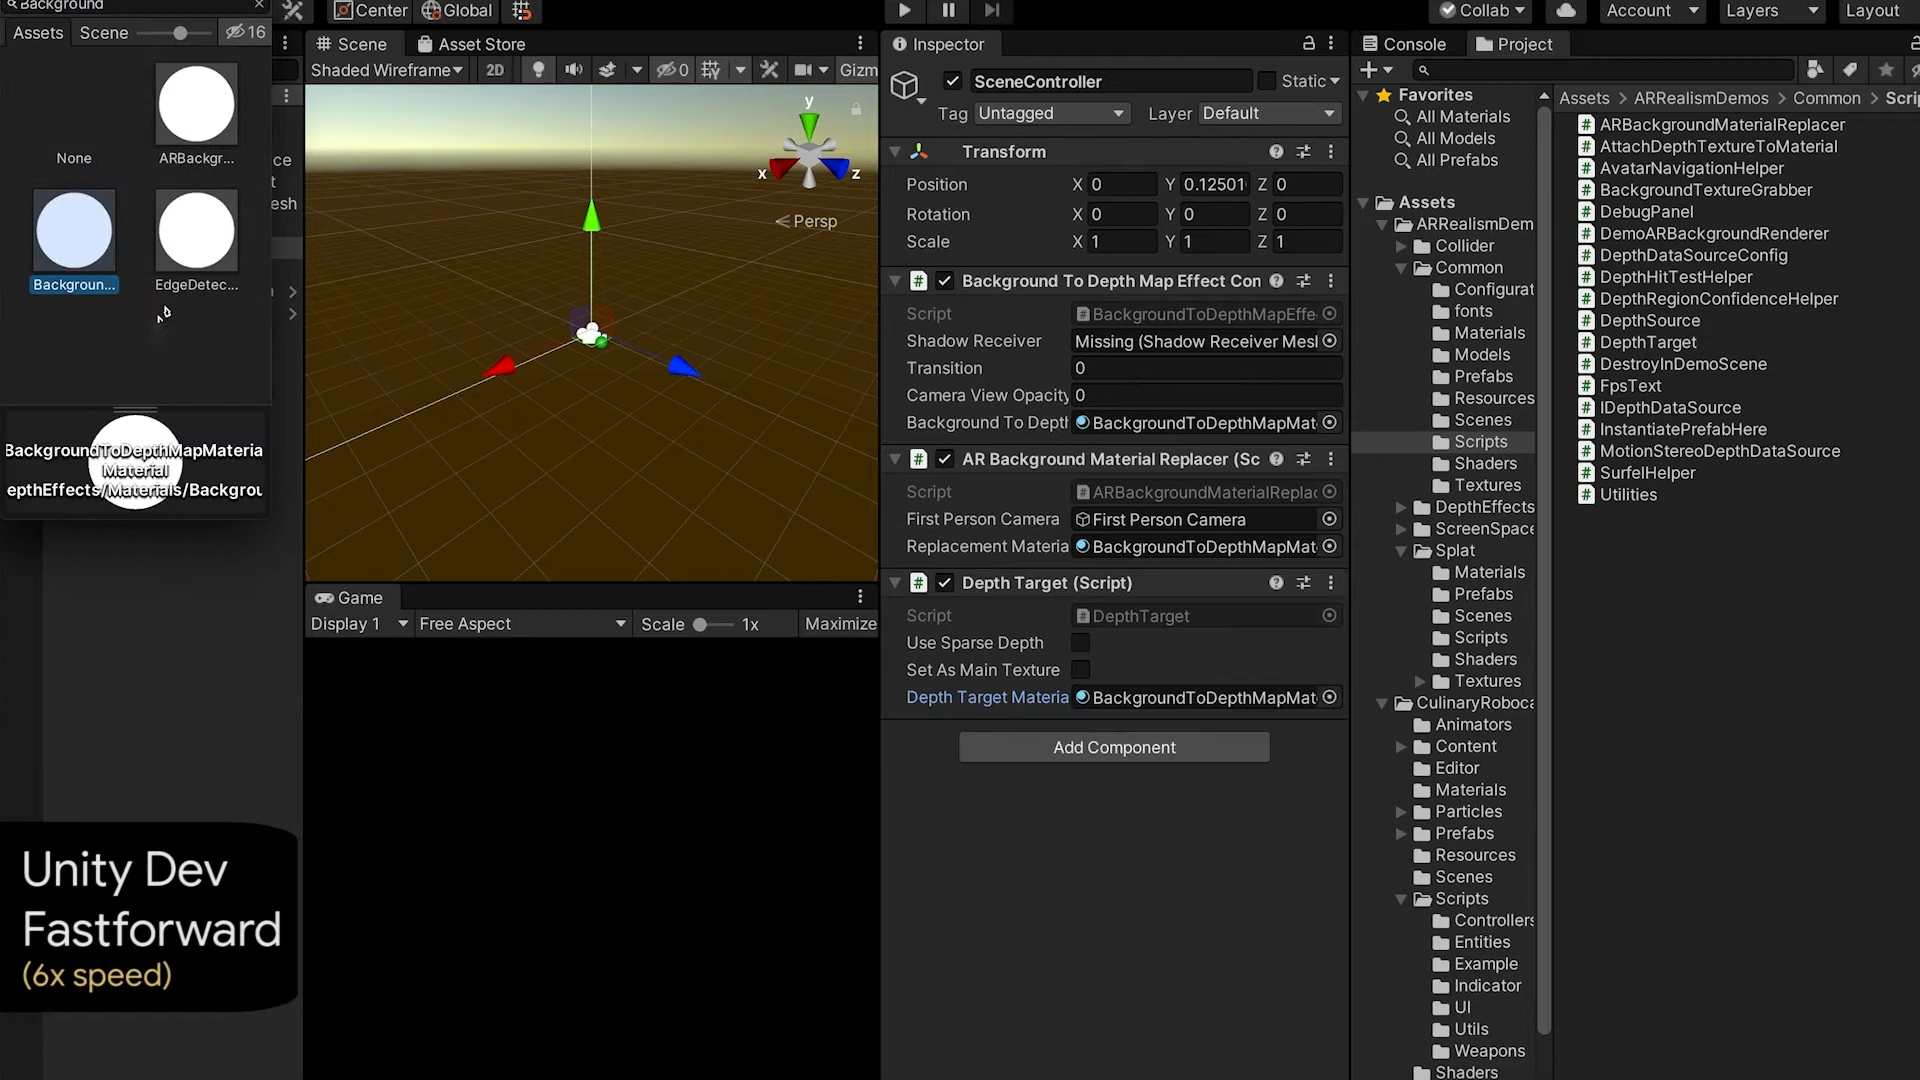 Background
Assets Scene 16
None
ARBackgr...
Backgroun...
EdgeDetec...
BackgroundToDepthMapMateria
Material
epthEffects/Materials/Backgrou
ce
t
esh
Unity Dev
Fastforward
(6x speed)
Center Global
Scene Asset Store
Shaded Wireframe 2D 0 Gizm
y
x z
Persp
Game
Display 1 Free Aspect Scale 1x Maximize
Collab Account Layers Layout
Inspector
SceneController Static
Tag Untagged Layer Default
Transform
Position X 0 Y 0.12501 Z 0
Rotation X 0 Y 0 Z 0
Scale X 1 Y 1 Z 1
# Background To Depth Map Effect Con
Script BackgroundToDepthMapEffe
Shadow Receiver Missing (Shadow Receiver Mesl
Transition 0
Camera View Opacity 0
Background To Depth BackgroundToDepthMapMat
# AR Background Material Replacer (Sc
Script ARBackgroundMaterialReplac
First Person Camera First Person Camera
Replacement Materia BackgroundToDepthMapMat
# Depth Target (Script)
Script DepthTarget
Use Sparse Depth
Set As Main Texture
Depth Target Materia BackgroundToDepthMapMat
Add Component
Console Project
Favorites
All Materials
All Models
All Prefabs
Assets
ARRealismDem
Collider
Common
Configurat
fonts
Materials
Models
Prefabs
Resources
Scenes
Scripts
Shaders
Textures
DepthEffects
ScreenSpace
Splat
Materials
Prefabs
Scenes
Scripts
Shaders
Textures
CulinaryRoboca
Animators
Content
Editor
Materials
Particles
Prefabs
Resources
Scenes
Scripts
Controllers
Entities
Example
Indicator
UI
Utils
Weapons
Shaders
Assets > ARRealismDemos > Common > Scri
# ARBackgroundMaterialReplacer
# AttachDepthTextureToMaterial
# AvatarNavigationHelper
# BackgroundTextureGrabber
# DebugPanel
# DemoARBackgroundRenderer
# DepthDataSourceConfig
# DepthHitTestHelper
# DepthRegionConfidenceHelper
# DepthSource
# DepthTarget
# DestroyInDemoScene
# FpsText
# IDepthDataSource
# InstantiatePrefabHere
# MotionStereoDepthDataSource
# SurfelHelper
# Utilities